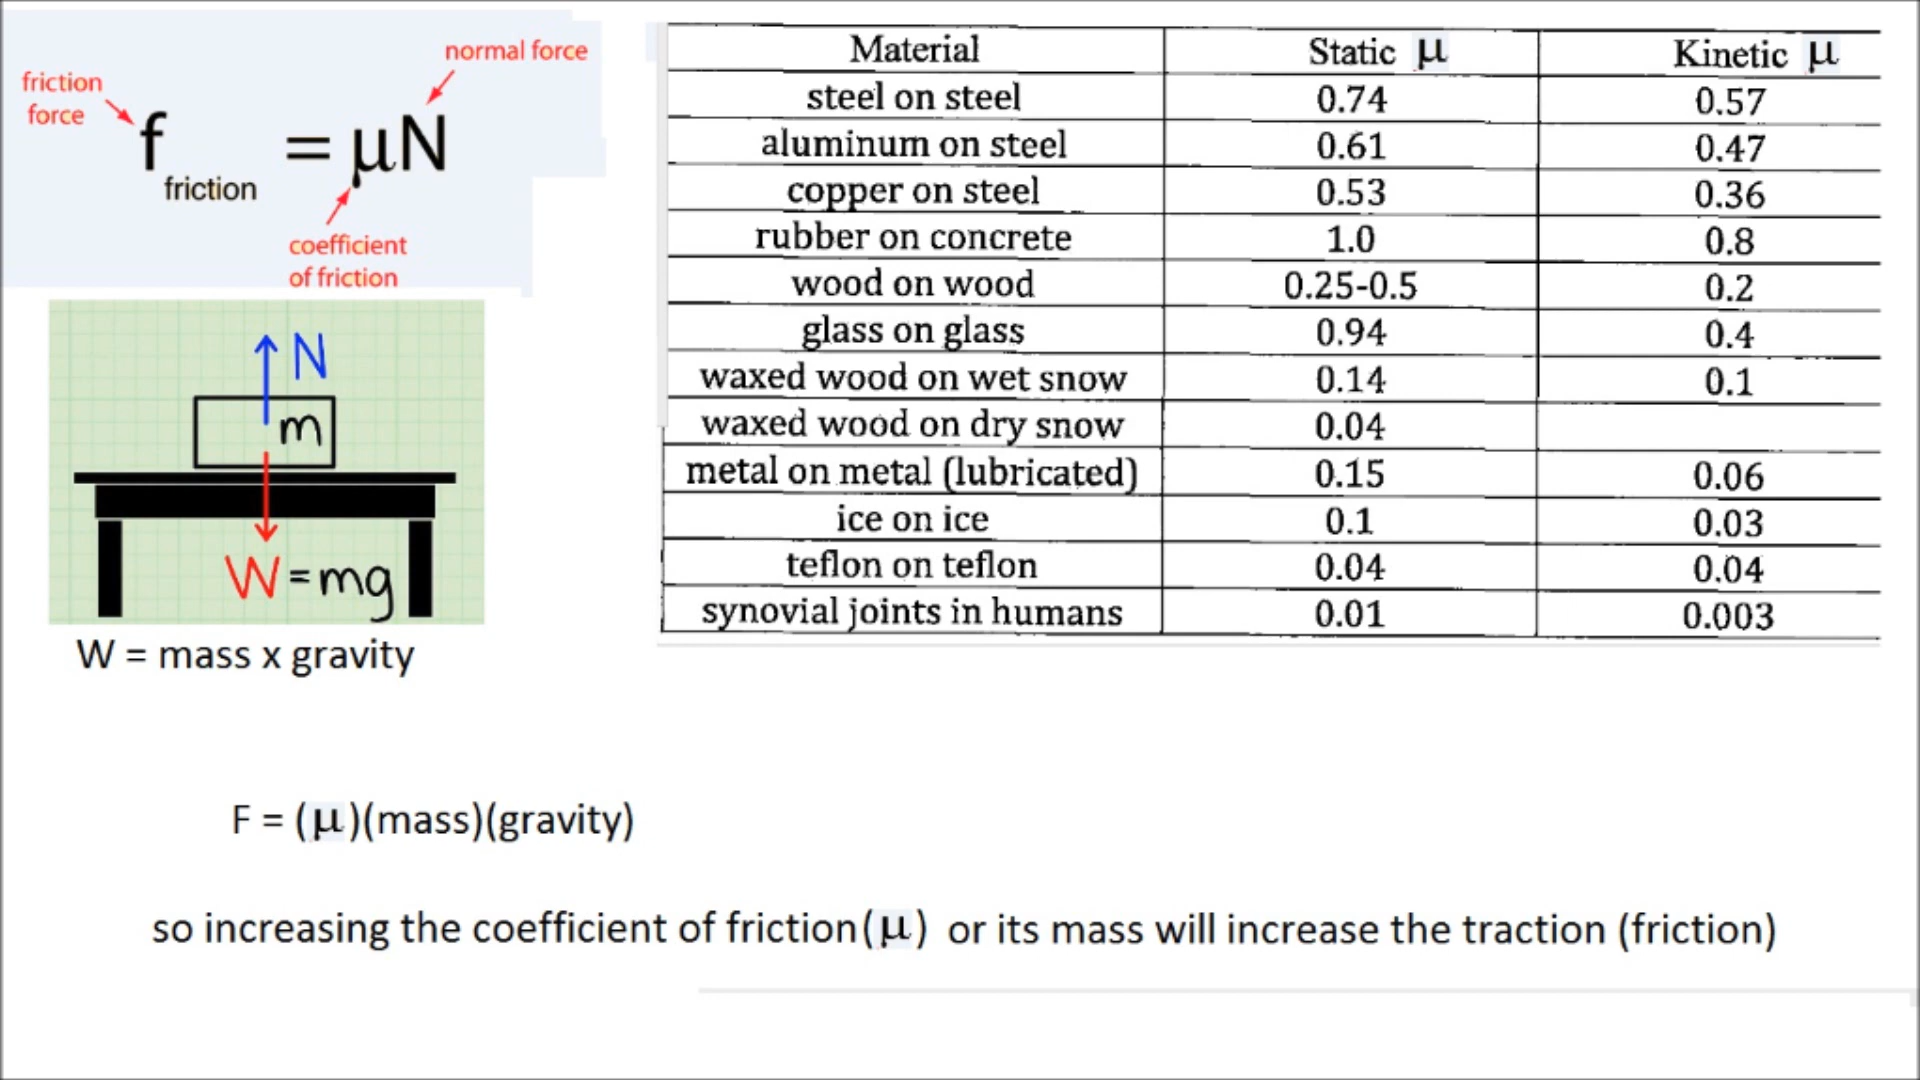 friction
force
normal force
f friction = µN
coefficient
of friction
N
m
W=mg
W = mass x gravity
Material Static µ Kinetic µ
steel on steel 0.74 0.57
aluminum on steel 0.61 0.47
copper on steel 0.53 0.36
rubber on concrete 1.0 0.8
wood on wood 0.25-0.5 0.2
glass on glass 0.94 0.4
waxed wood on wet snow 0.14 0.1
waxed wood on dry snow 0.04
metal on metal (lubricated) 0.15 0.06
ice on ice 0.1 0.03
teflon on teflon 0.04 0.04
synovial joints in humans 0.01 0.003
F = (µ)(mass)(gravity)
so increasing the coefficient of friction(µ) or its mass will increase the traction (friction)